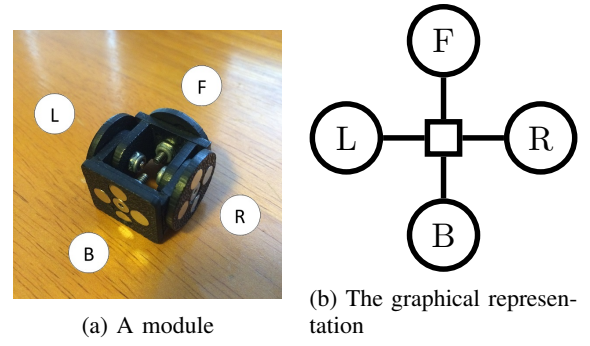 F
L
R
B
(a) A module
F
L
R
B
(b) The graphical represen-
tation